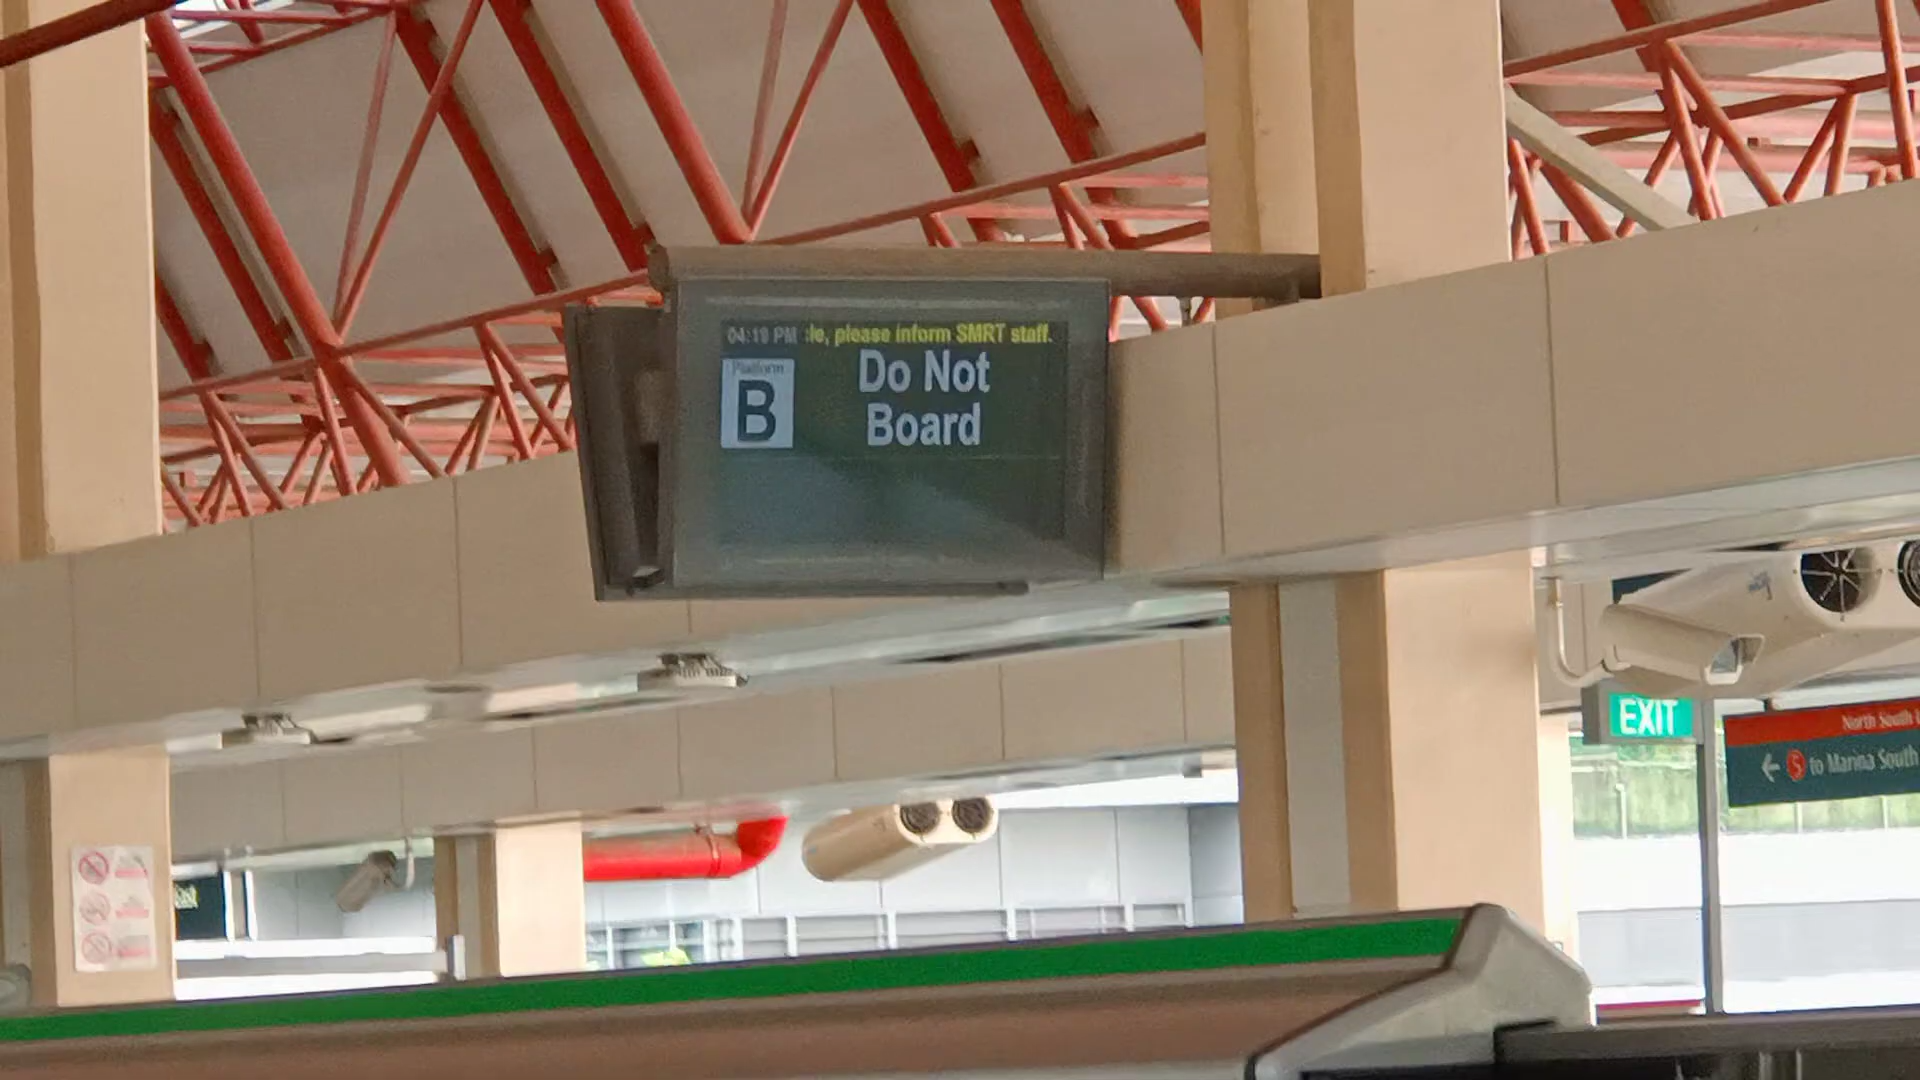 04:19 PM
le, please inform SMRT staff.
Platform
B
Do Not
Board
EXIT
North South
← S to Marina South